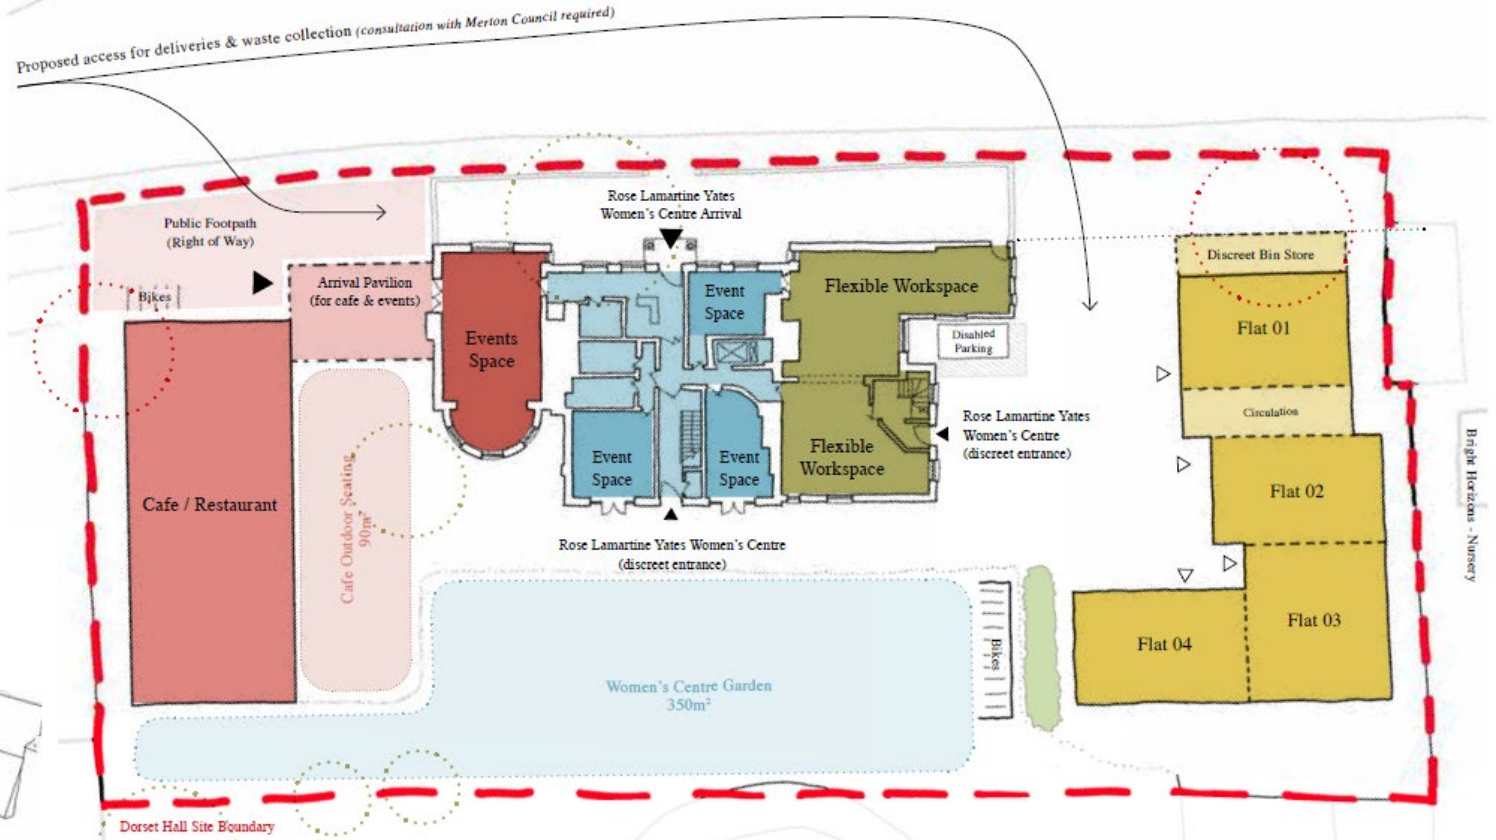 Proposed access for deliveries & waste collection (consultation with Merton Council required)
Public Footpath
(Right of Way)
Bikes
Arrival Pavilion
(for cafe & events)
Rose Lamartine Yates
Women's Centre Arrival
Events
Space
Event
Space
Flexible Workspace
Disabled
Parking
Discreet Bin Store
Flat 01
Circulation
Rose Lamartine Yates
Women's Centre
(discreet entrance)
Flexible
Workspace
Event
Space
Event
Space
Cafe / Restaurant
Cafe Outdoor Seating
90m²
Rose Lamartine Yates Women's Centre
(discreet entrance)
Flat 02
Bright Horizons - Nursery
Flat 03
Flat 04
Bikes
Women's Centre Garden
350m²
Dorset Hall Site Boundary